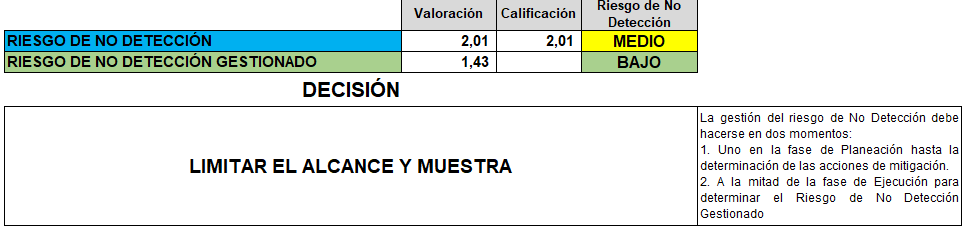 Valoración Calificación Riesgo de No
Detección
RIESGO DE NO DETECCIÓN 2,01 2,01 MEDIO
RIESGO DE NO DETECCIÓN GESTIONADO 1,43 BAJO
DECISIÓN
LIMITAR EL ALCANCE Y MUESTRA
La gestión del riesgo de No Detección debe
hacerse en dos momentos:
1. Uno en la fase de Planeación hasta la
determinación de las acciones de mitigación.
2. A la mitad de la fase de Ejecución para
determinar el Riesgo de No Detección
Gestionado